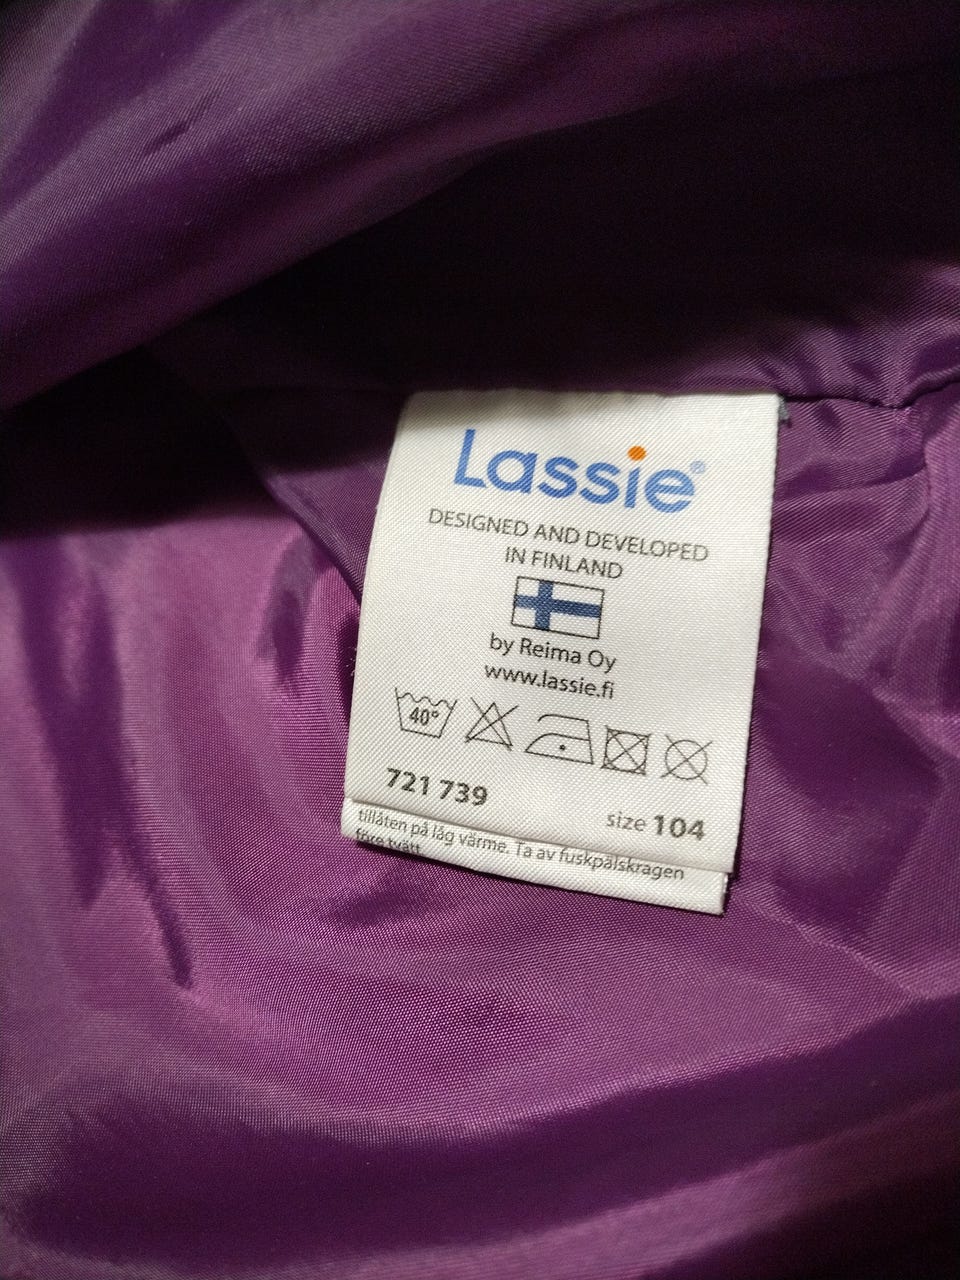 Lassie®
DESIGNED AND DEVELOPED
IN FINLAND
by Reima Oy
www.lassie.fi
40°
721 739
size 104
tillåten på låg värme. Ta av fuskpälskragen
före tvätt